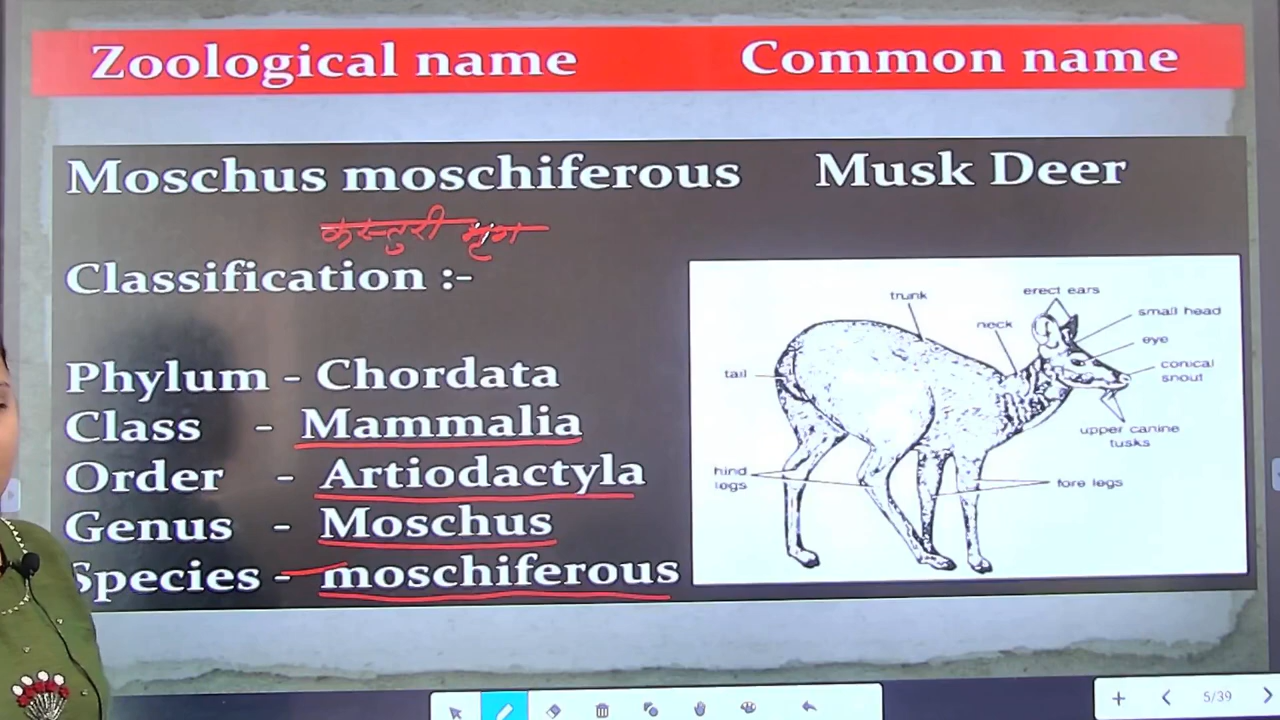 Zoological name Common name
Moschus moschiferous Musk Deer
कस्तुरी मृग
Classification :-
Phylum - Chordata
Class - Mammalia
Order - Artiodactyla
Genus - Moschus
Species - moschiferous
trunk
erect ears
neck
small head
eye
tail
conical
snout
upper canine
tusks
hind
legs
fore legs
5/39